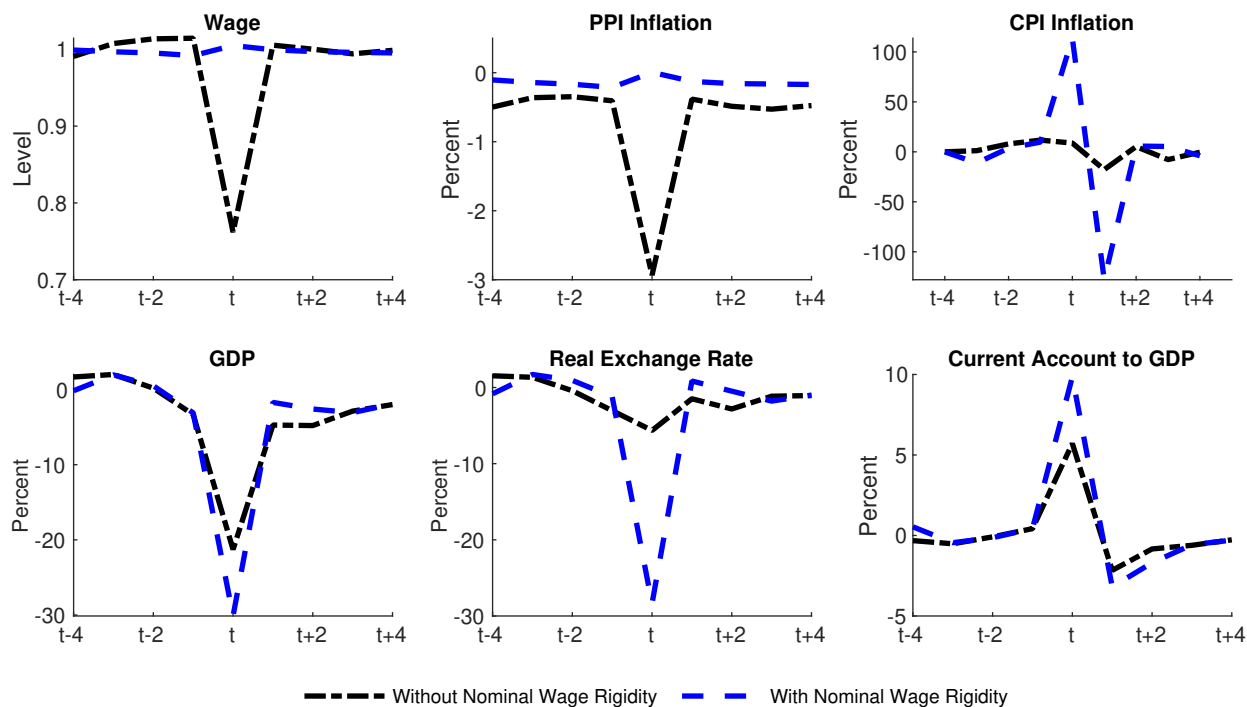 Wage
PPI Inflation
CPI Inflation
Level
1
0.9
0.8
0.7
t-4 t-2 t t+2 t+4
Percent
0
-1
-2
-3
t-4 t-2 t t+2 t+4
Percent
100
50
0
-50
-100
t-4 t-2 t t+2 t+4
GDP
Real Exchange Rate
Current Account to GDP
Percent
0
-10
-20
-30
t-4 t-2 t t+2 t+4
Percent
0
-10
-20
-30
t-4 t-2 t t+2 t+4
Percent
10
5
0
-5
t-4 t-2 t t+2 t+4
Without Nominal Wage Rigidity With Nominal Wage Rigidity